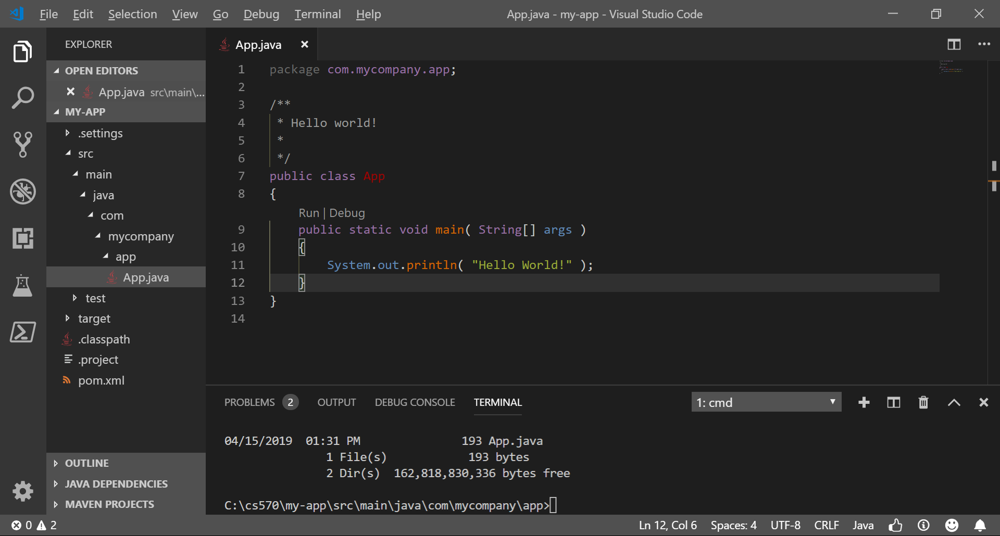 File Edit Selection View Go Debug Terminal Help App.java - my-app - Visual Studio Code
EXPLORER
OPEN EDITORS
App.java src\main\...
MY-APP
.settings
src
main
java
com
mycompany
app
App.java
test
target
.classpath
.project
pom.xml
OUTLINE
JAVA DEPENDENCIES
MAVEN PROJECTS
App.java
1 package com.mycompany.app;
2
3 /**
4 * Hello world!
5 *
6 */
7 public class App
8 {
Run | Debug
9 public static void main( String[] args )
10 {
11 System.out.println( "Hello World!" );
12 }
13 }
14
PROBLEMS 2 OUTPUT DEBUG CONSOLE TERMINAL 1: cmd
04/15/2019 01:31 PM 193 App.java
1 File(s) 193 bytes
2 Dir(s) 162,818,830,336 bytes free
C:\cs570\my-app\src\main\java\com\mycompany\app>
0 2 Ln 12, Col 6 Spaces: 4 UTF-8 CRLF Java